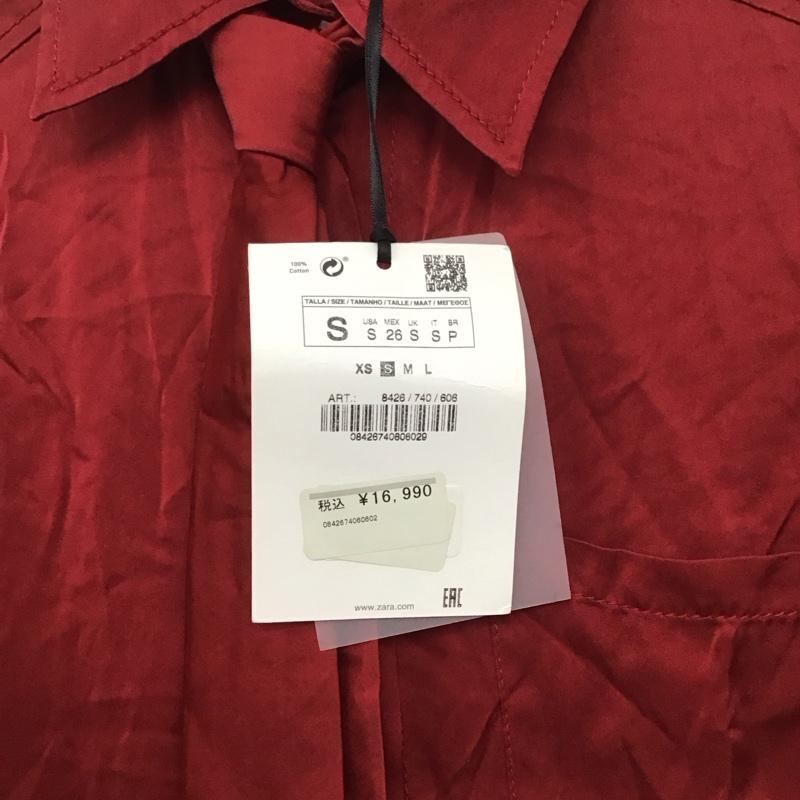 100%
Cotton
TALLA / SIZE / TAMANHO / TAILLE / MAAT / ΜΕΓΕΘΟΣ
S
USA MEX UK IT BR
S 26 S S P
XS S M L
ART.: 8426 / 740 / 606
08426740606029
税込 ¥16,990
0842674060602
www.zara.com
EAC